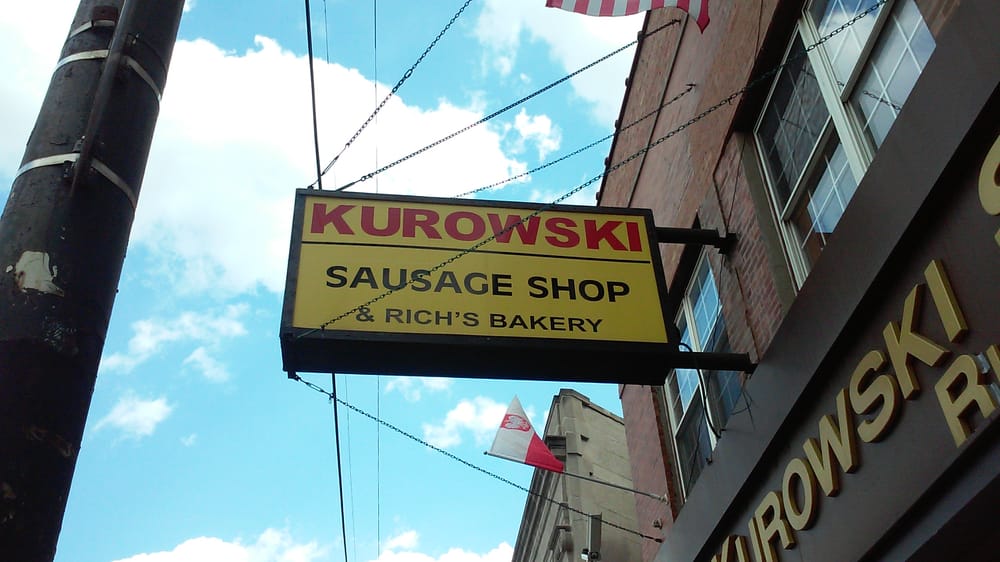 KUROWSKI
SAUSAGE SHOP
& RICH'S BAKERY
KUROWSKI